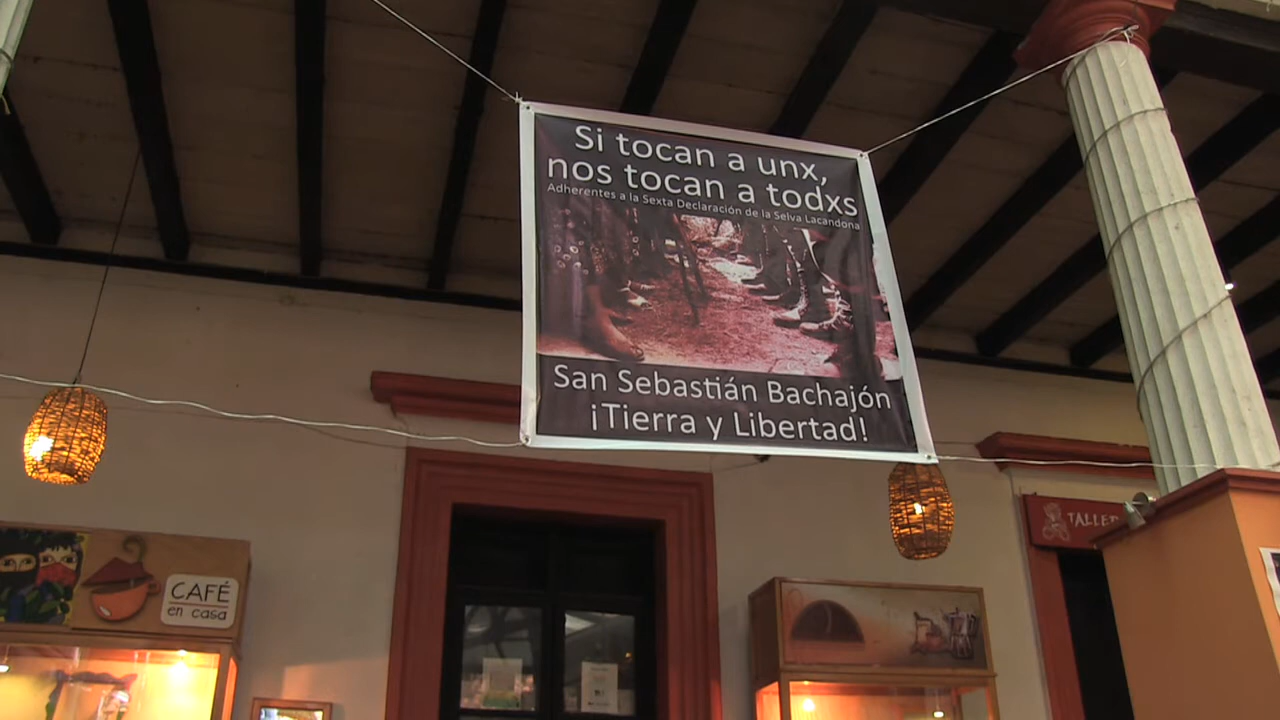 Si tocan a unx,
nos tocan a todxs
Adherentes a la Sexta Declaración de la Selva Lacandona
San Sebastián Bachajón
¡Tierra y Libertad!
CAFÉ
en casa
TALLER